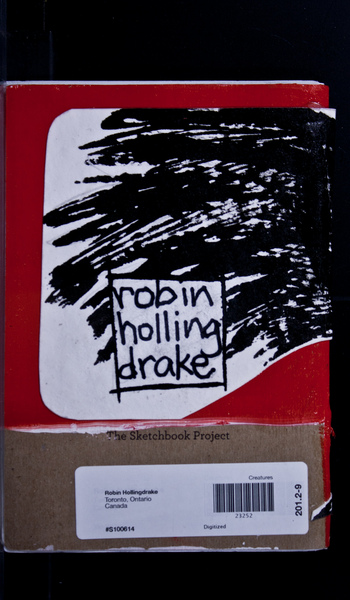 robin
holling
drake
The Sketchbook Project
Creatures
Robin Hollingdrake
Toronto, Ontario
Canada
23252
201.2-9
#S100614
Digitized